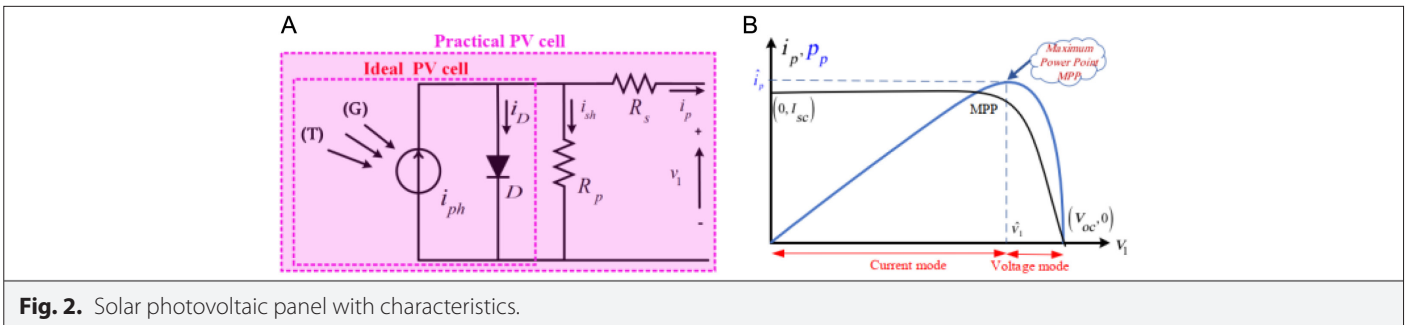 A
Practical PV cell
Ideal PV cell
(G)
(T)
i_ph
i_D
D
i_sh
R_p
R_s
i_p
+
v_1
-
B
i_p, p_p
Maximum
Power Point
MPP
î_p
(0, I_sc)
MPP
(V_oc, 0)
v̂_1
V_1
Current mode
Voltage mode
Fig. 2. Solar photovoltaic panel with characteristics.